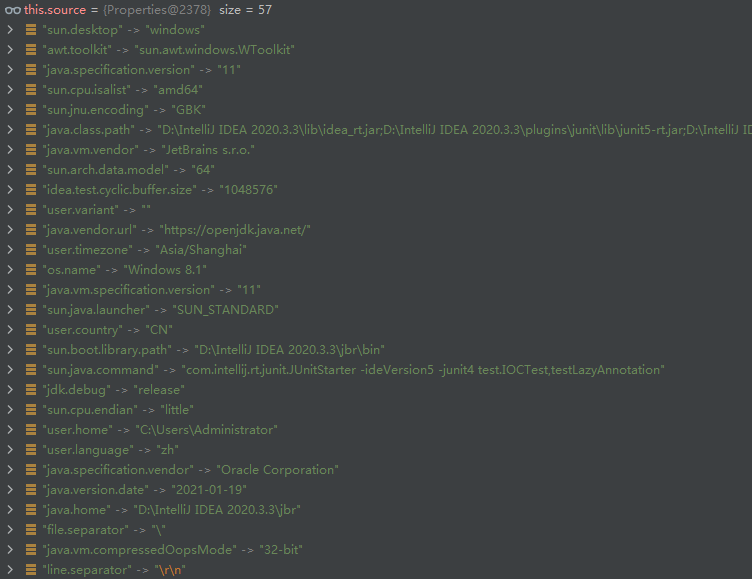 this.source = {Properties@2378} size = 57
"sun.desktop" -> "windows"
"awt.toolkit" -> "sun.awt.windows.WToolkit"
"java.specification.version" -> "11"
"sun.cpu.isalist" -> "amd64"
"sun.jnu.encoding" -> "GBK"
"java.class.path" -> "D:\IntelliJ IDEA 2020.3.3\lib\idea_rt.jar;D:\IntelliJ IDEA 2020.3.3\plugins\junit\lib\junit5-rt.jar;D:\IntelliJ ID
"java.vm.vendor" -> "JetBrains s.r.o."
"sun.arch.data.model" -> "64"
"idea.test.cyclic.buffer.size" -> "1048576"
"user.variant" -> ""
"java.vendor.url" -> "https://openjdk.java.net/"
"user.timezone" -> "Asia/Shanghai"
"os.name" -> "Windows 8.1"
"java.vm.specification.version" -> "11"
"sun.java.launcher" -> "SUN_STANDARD"
"user.country" -> "CN"
"sun.boot.library.path" -> "D:\IntelliJ IDEA 2020.3.3\jbr\bin"
"sun.java.command" -> "com.intellij.rt.junit.JUnitStarter -ideVersion5 -junit4 test.IOCTest,testLazyAnnotation"
"jdk.debug" -> "release"
"sun.cpu.endian" -> "little"
"user.home" -> "C:\Users\Administrator"
"user.language" -> "zh"
"java.specification.vendor" -> "Oracle Corporation"
"java.version.date" -> "2021-01-19"
"java.home" -> "D:\IntelliJ IDEA 2020.3.3\jbr"
"file.separator" -> "\"
"java.vm.compressedOopsMode" -> "32-bit"
"line.separator" -> "\r\n"